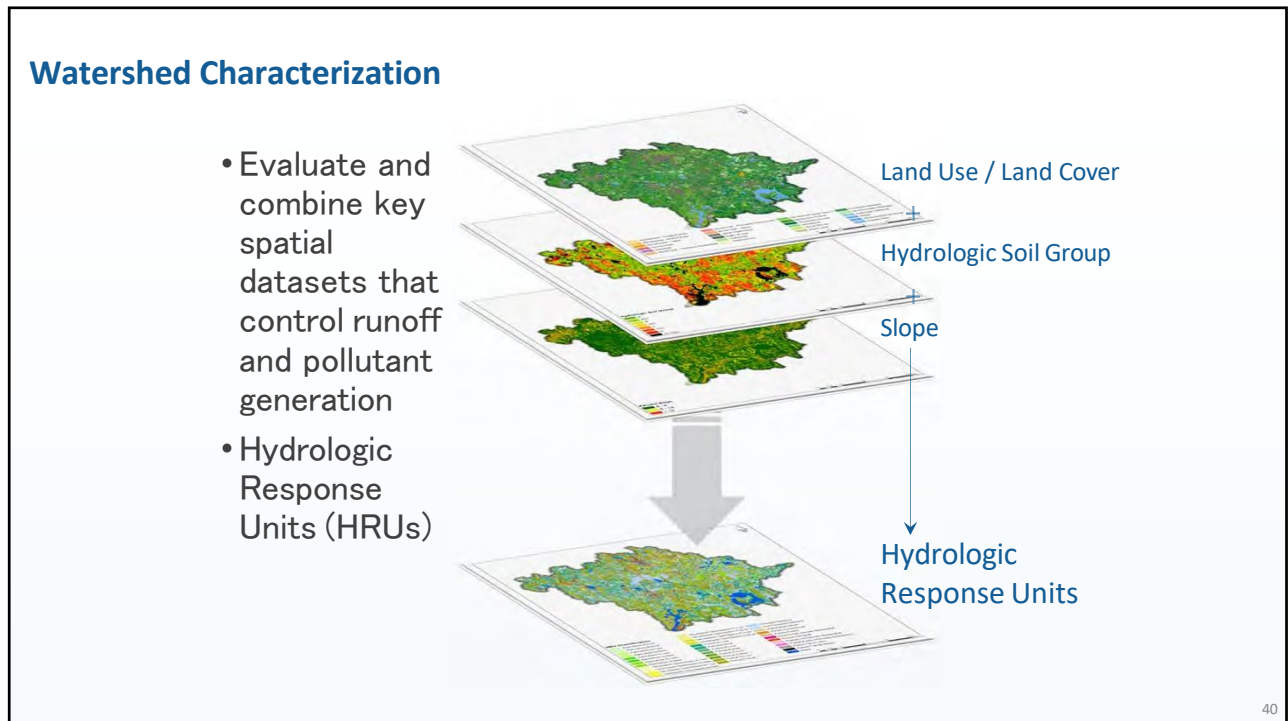 Watershed Characterization
• Evaluate and
combine key
spatial
datasets that
control runoff
and pollutant
generation
• Hydrologic
Response
Units (HRUs)
Land Use / Land Cover
+
Hydrologic Soil Group
+
Slope
Hydrologic
Response Units
40